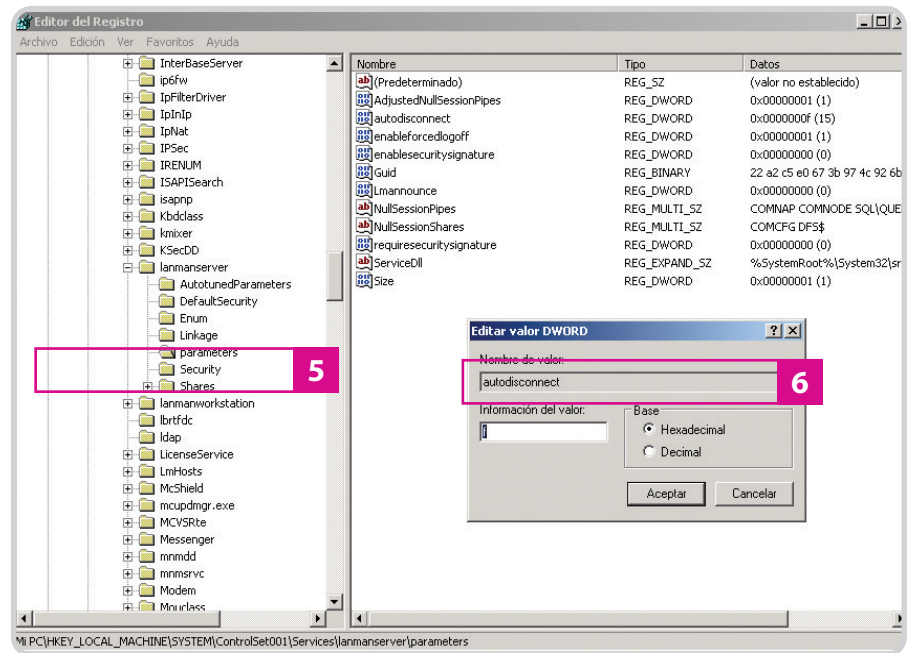 Editor del Registro
Archivo Edición Ver Favoritos Ayuda
InterBaseServer
ip6fw
IpFilterDriver
IpInIp
IpNat
IPSec
IRENUM
ISAPISearch
isapnp
Kbdclass
kmixer
KSecDD
lanmanserver
AutotunedParameters
DefaultSecurity
Enum
Linkage
parameters
Security
Shares
lanmanworkstation
lbrtfdc
ldap
LicenseService
LmHosts
McShield
mcupdmgr.exe
MCVSRte
Messenger
mnmdd
mnmsrvc
Modem
Mouclass
5
Nombre Tipo Datos
(Predeterminado) REG_SZ (valor no establecido)
AdjustedNullSessionPipes REG_DWORD 0x00000001 (1)
autodisconnect REG_DWORD 0x0000000f (15)
enableforcedlogoff REG_DWORD 0x00000001 (1)
enablesecuritysignature REG_DWORD 0x00000000 (0)
Guid REG_BINARY 22 a2 c5 e0 67 3b 97 4c 92 6b
Lmannounce REG_DWORD 0x00000000 (0)
NullSessionPipes REG_MULTI_SZ COMNAP COMNODE SQL\QUE
NullSessionShares REG_MULTI_SZ COMCFG DFS$
requiresecuritysignature REG_DWORD 0x00000000 (0)
ServiceDll REG_EXPAND_SZ %SystemRoot%\System32\sr
Size REG_DWORD 0x00000001 (1)
Editar valor DWORD
Nombre de valor:
autodisconnect
6
Información del valor:
f
Base
Hexadecimal
Decimal
Aceptar Cancelar
Mi PC\HKEY_LOCAL_MACHINE\SYSTEM\ControlSet001\Services\lanmanserver\parameters